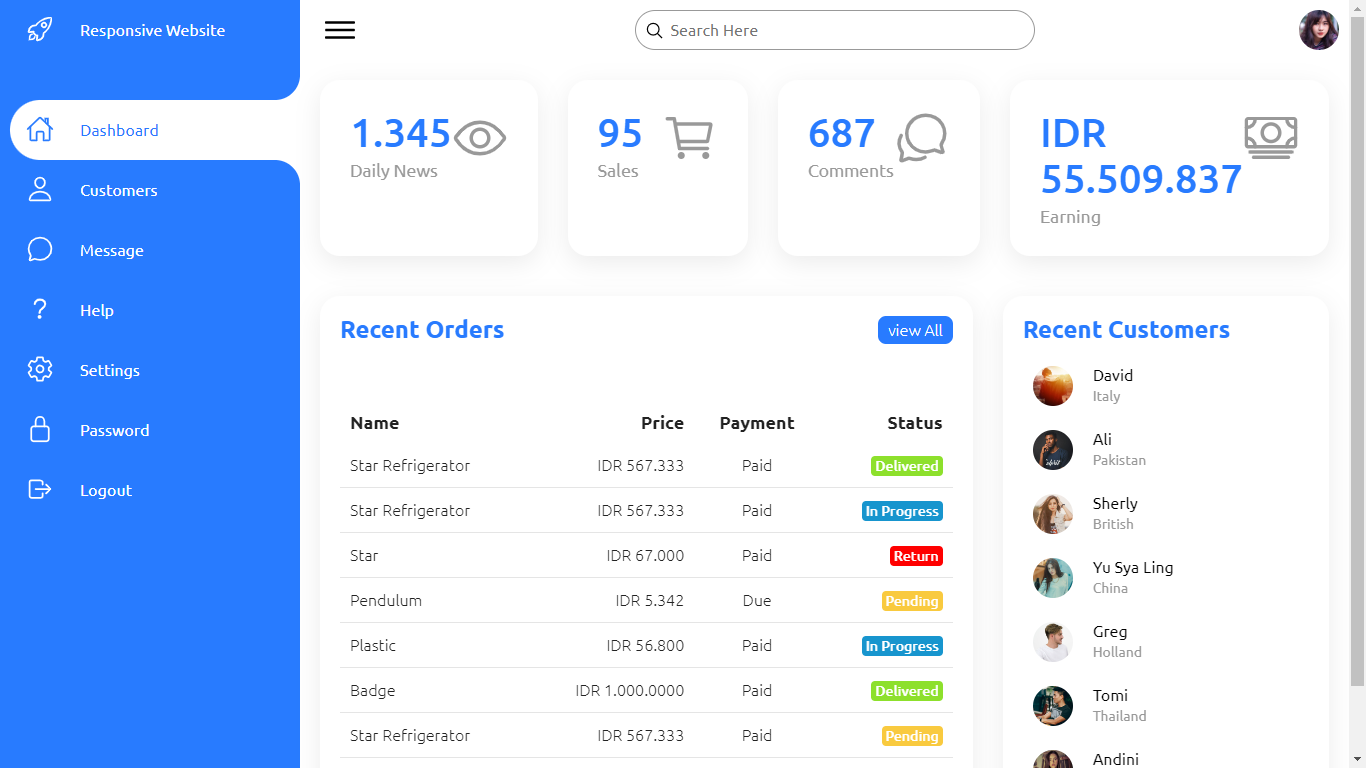 Responsive Website
Search Here
Dashboard
Customers
Message
Help
Settings
Password
Logout
1.345
Daily News
95
Sales
687
Comments
IDR
55.509.837
Earning
Recent Orders
view All
Name Price Payment Status
Star Refrigerator IDR 567.333 Paid Delivered
Star Refrigerator IDR 567.333 Paid In Progress
Star IDR 67.000 Paid Return
Pendulum IDR 5.342 Due Pending
Plastic IDR 56.800 Paid In Progress
Badge IDR 1.000.0000 Paid Delivered
Star Refrigerator IDR 567.333 Paid Pending
Recent Customers
David
Italy
Ali
Pakistan
Sherly
British
Yu Sya Ling
China
Greg
Holland
Tomi
Thailand
Andini